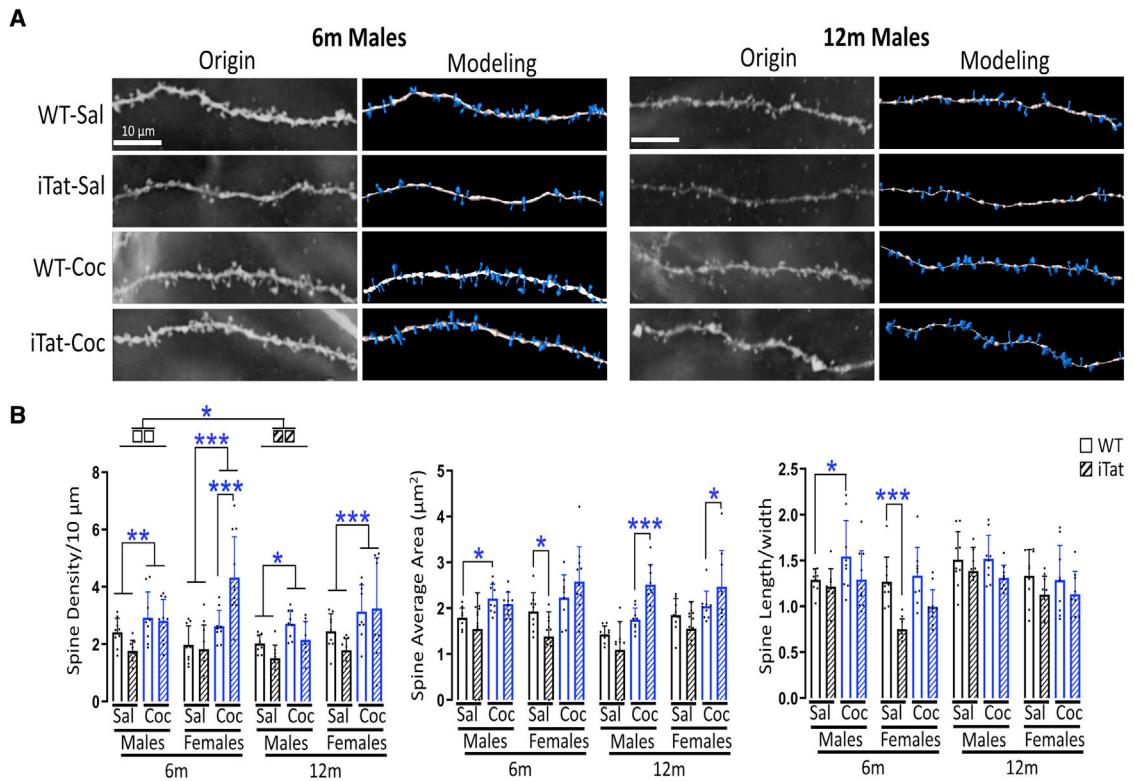 A
6m Males
12m Males
Origin
Modeling
Origin
Modeling
WT-Sal
10 μm
iTat-Sal
WT-Coc
iTat-Coc
B
*
***
***
**
*
***
Spine Density/10 μm
8
6
4
2
0
Sal Coc Sal Coc Sal Coc Sal Coc
Males Females Males Females
6m 12m
*
*
***
*
Spine Average Area (μm²)
5
4
3
2
1
0
Sal Coc Sal Coc Sal Coc Sal Coc
Males Females Males Females
6m 12m
*
***
WT
iTat
Spine Length/width
2.5
2.0
1.5
1.0
0.5
0.0
Sal Coc Sal Coc Sal Coc Sal Coc
Males Females Males Females
6m 12m